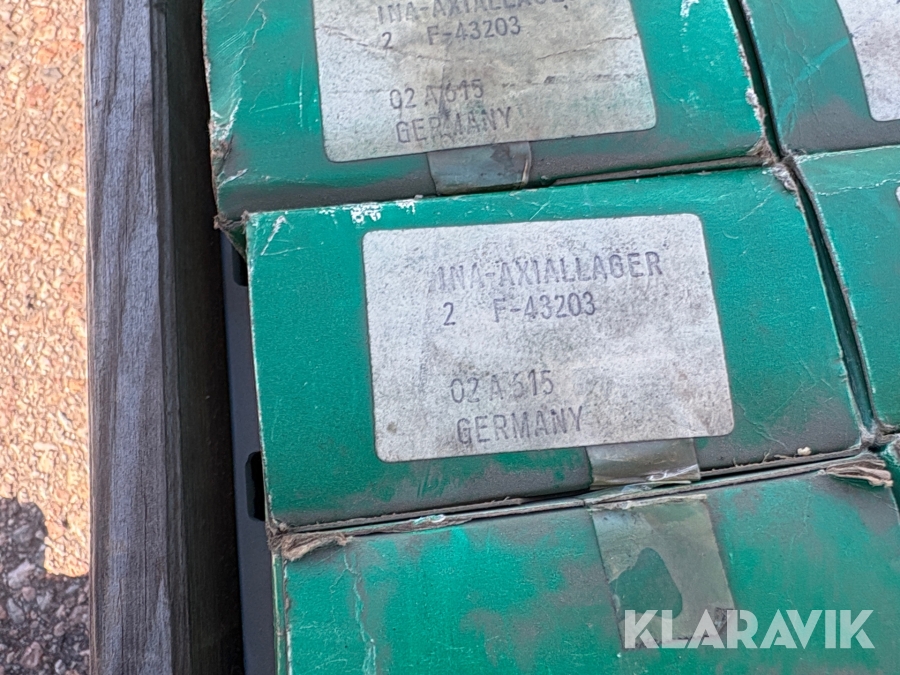 INA-AXIALLAGER
2 F-43203
02 A 615
GERMANY
INA-AXIALLAGER
2 F-43203
02 A 615
GERMANY
KLARAVIK